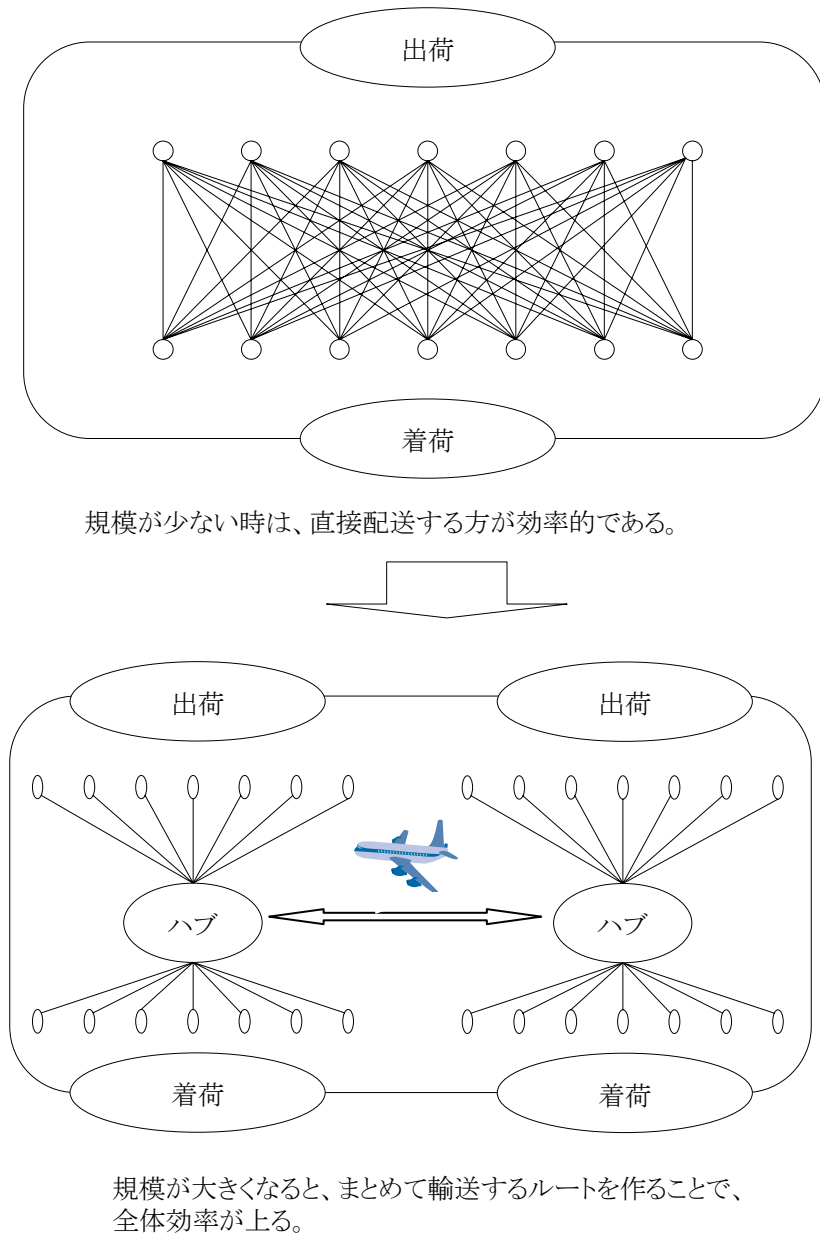 出荷
着荷
規模が少ない時は、直接配送する方が効率的である。
出荷
出荷
ハブ
ハブ
着荷
着荷
規模が大きくなると、まとめて輸送するルートを作ることで、
全体効率が上る。